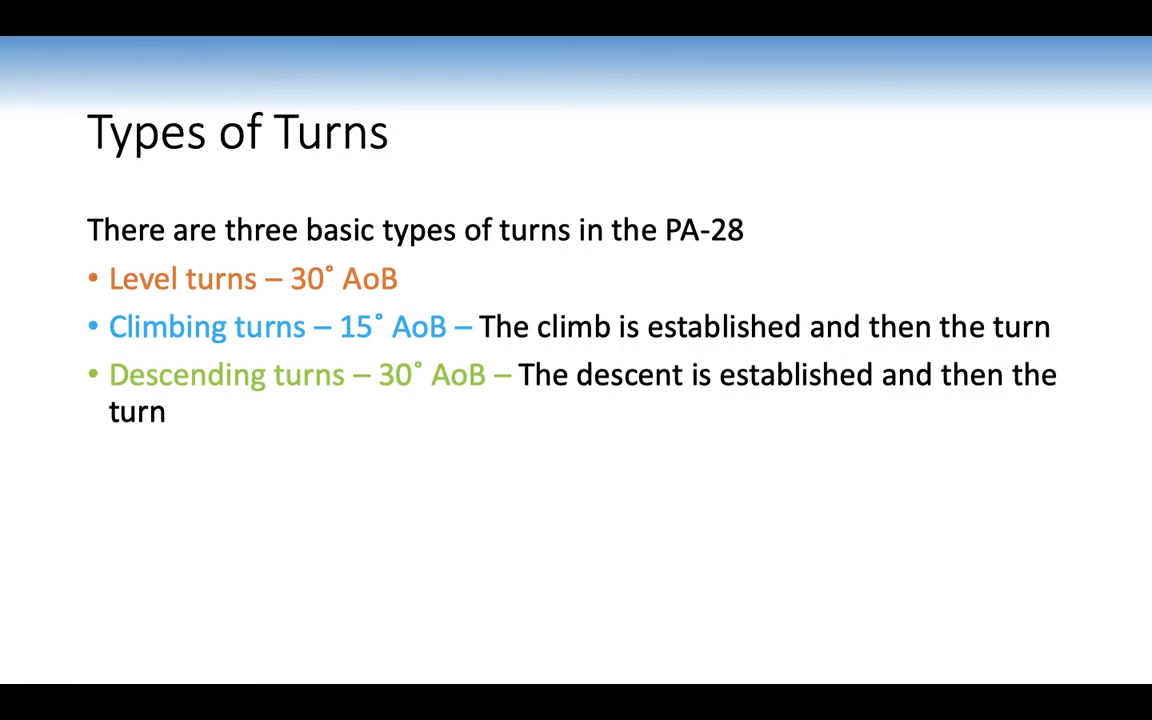 Types of Turns
There are three basic types of turns in the PA-28
• Level turns – 30˚ AoB
• Climbing turns – 15˚ AoB – The climb is established and then the turn
• Descending turns – 30˚ AoB – The descent is established and then the
turn